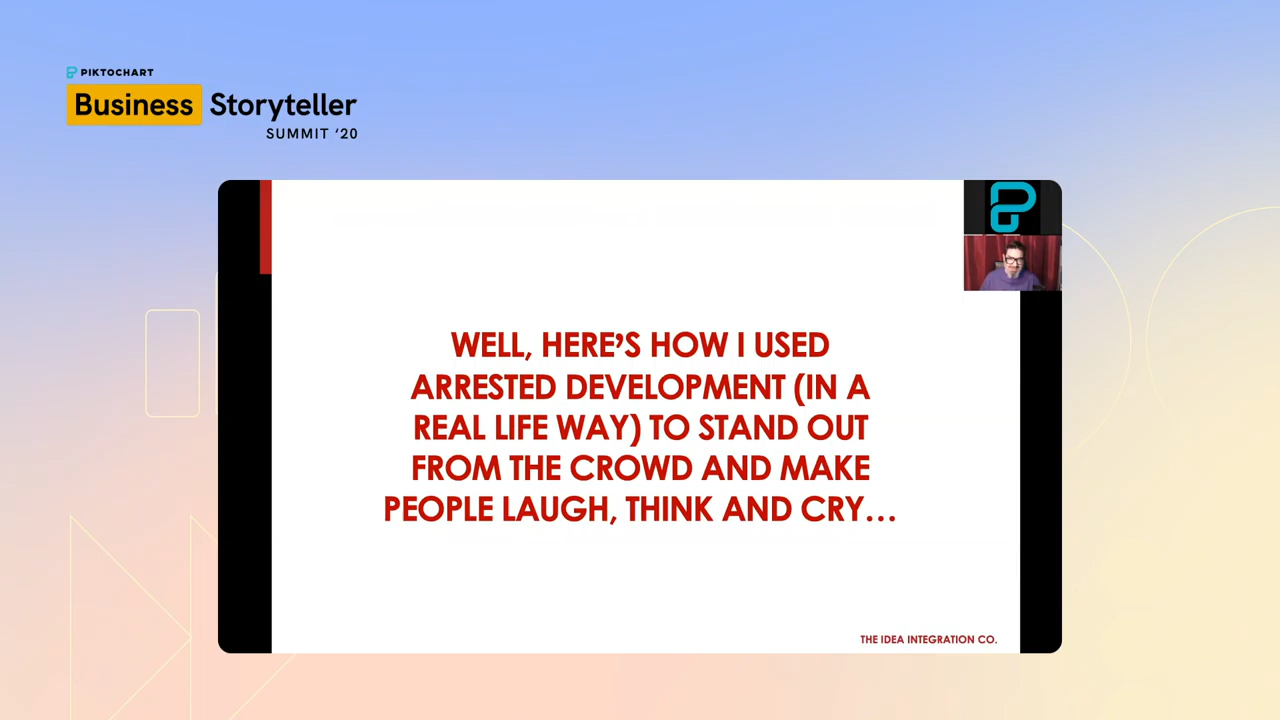 PIKTOCHART
Business Storyteller
SUMMIT ‘20
WELL, HERE’S HOW I USED
ARRESTED DEVELOPMENT (IN A
REAL LIFE WAY) TO STAND OUT
FROM THE CROWD AND MAKE
PEOPLE LAUGH, THINK AND CRY…
THE IDEA INTEGRATION CO.